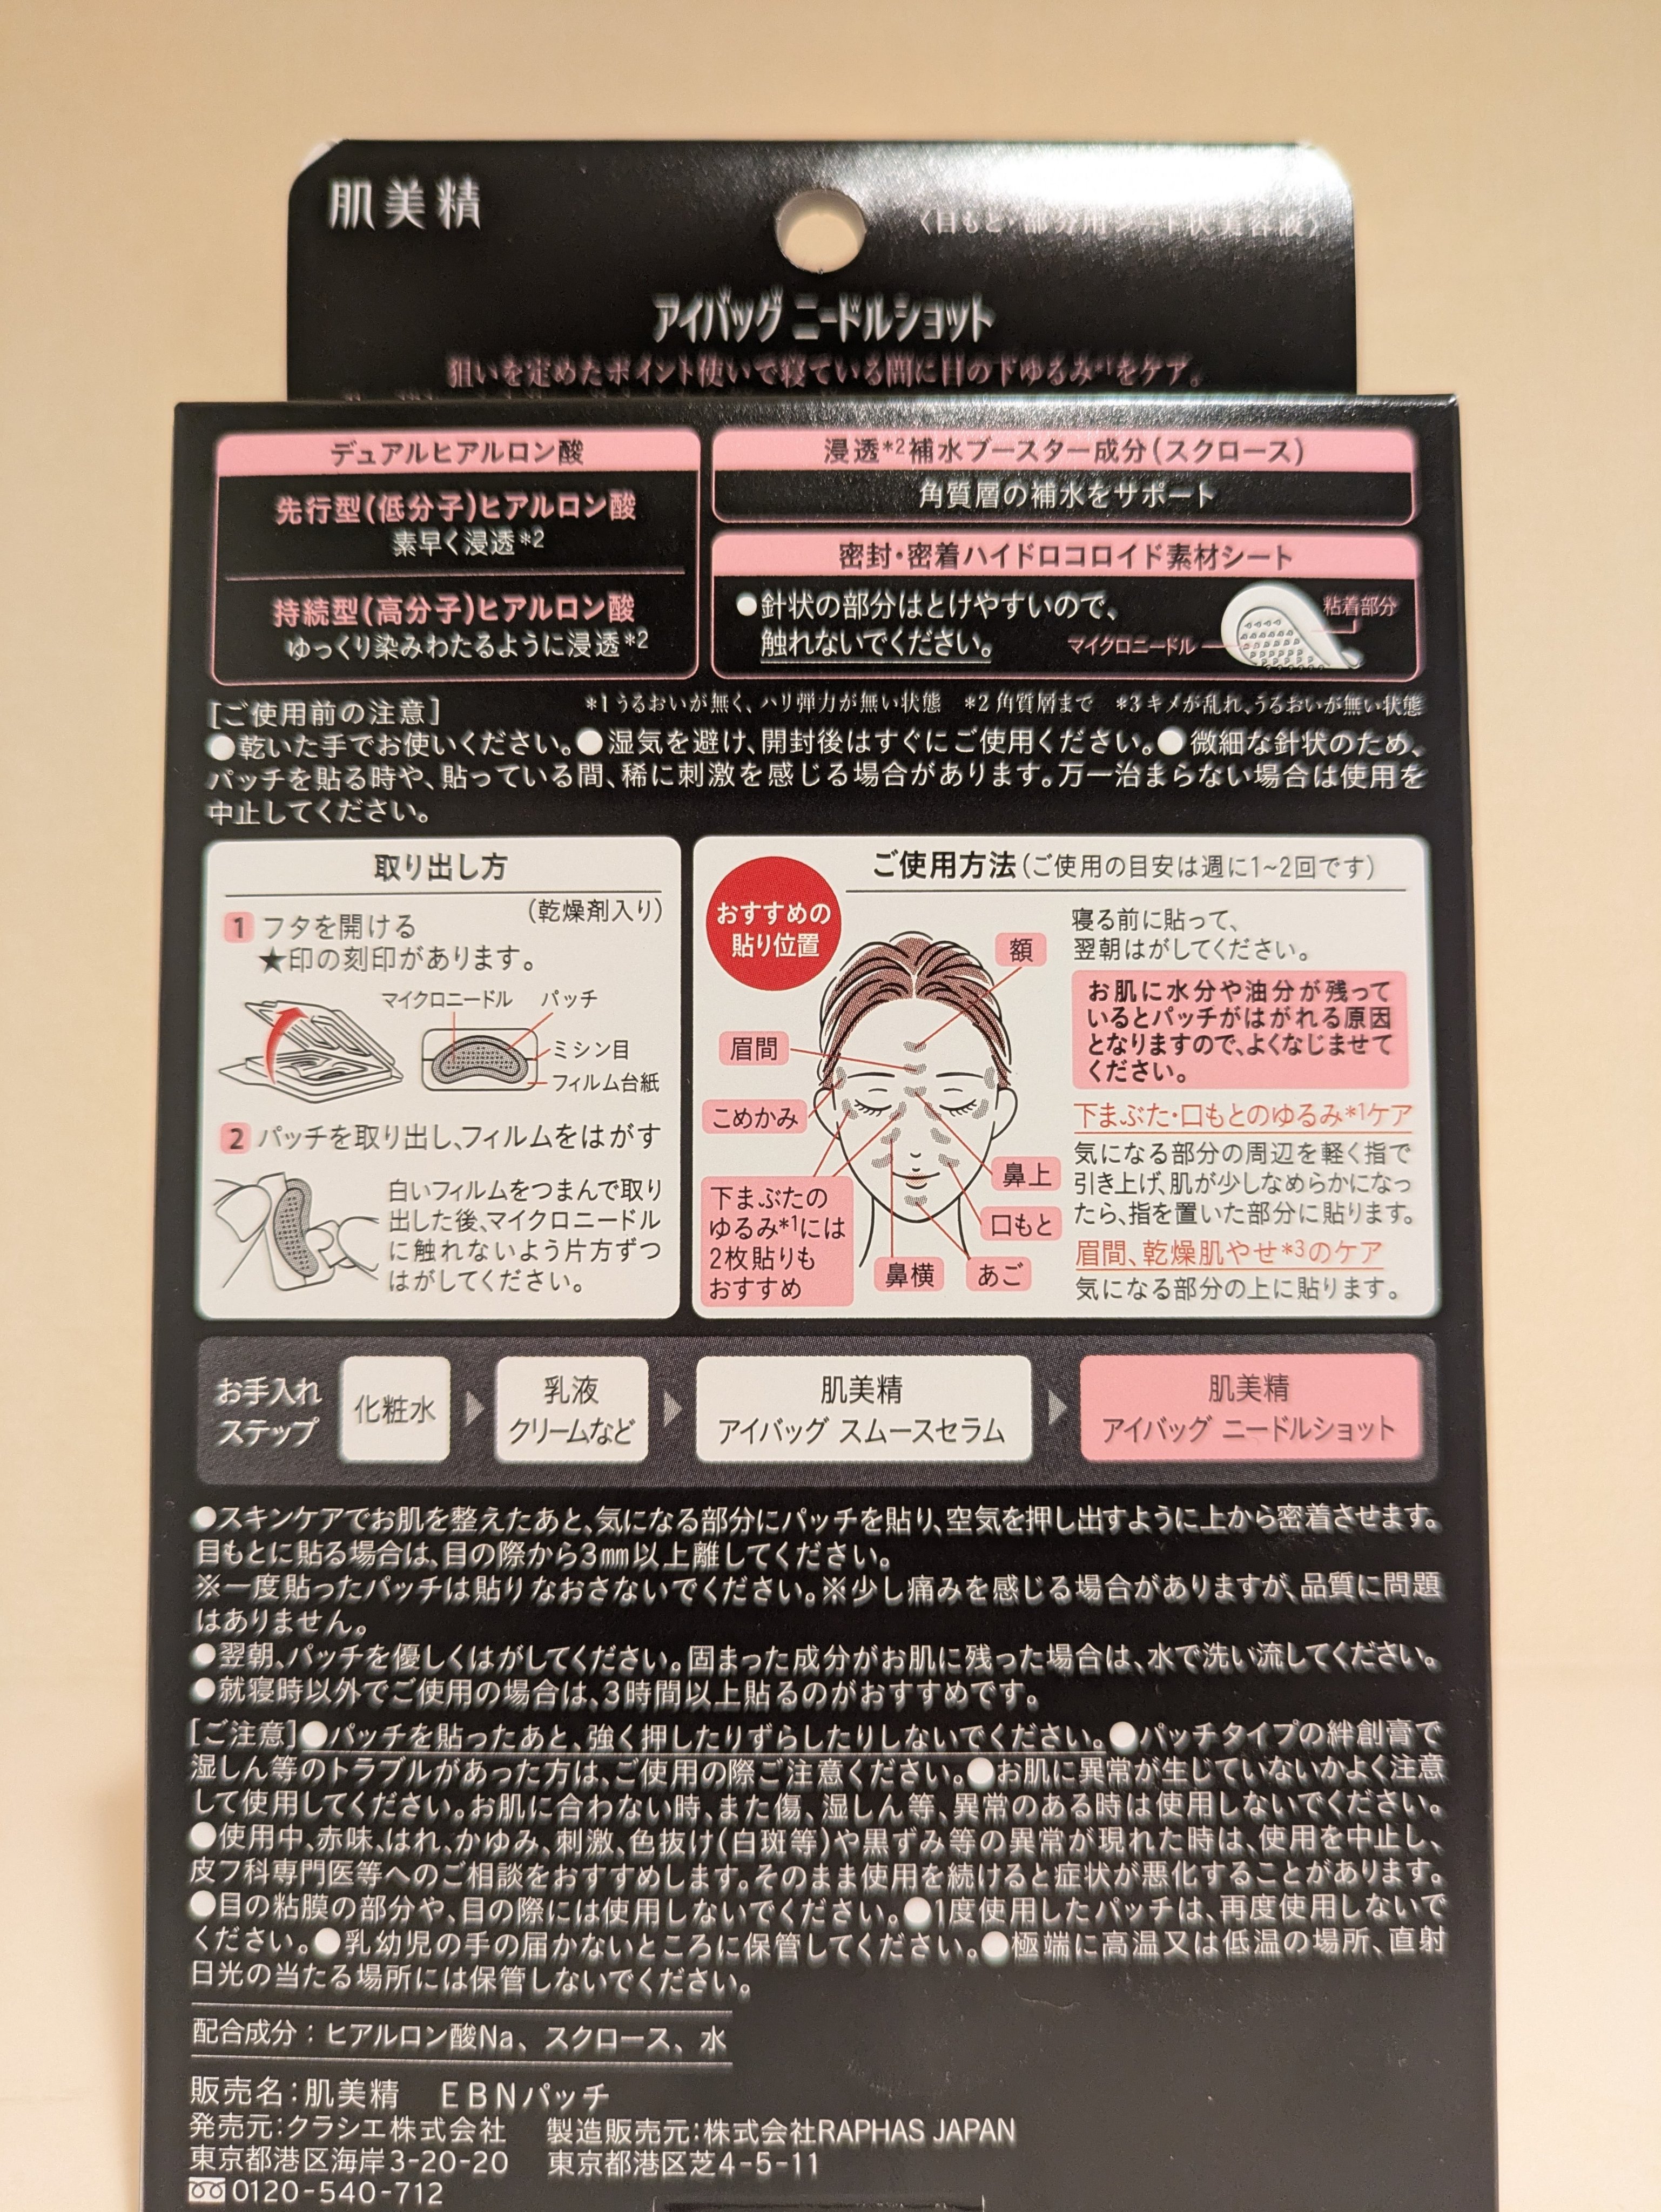 肌美精
〈目もと・部分用シート状美容液〉
アイバッグ ニードルショット
狙いを定めたポイント使いで寝ている間に目の下ゆるみ*1をケア。
デュアルヒアルロン酸
先行型(低分子)ヒアルロン酸
素早く浸透*2
持続型(高分子)ヒアルロン酸
ゆっくり染みわたるように浸透*2
浸透*2補水ブースター成分(スクロース)
角質層の補水をサポート
密封・密着ハイドロコロイド素材シート
●針状の部分はとけやすいので、
触れないでください。
粘着部分
マイクロニードル
*1 うるおいが無く、ハリ弾力が無い状態 *2 角質層まで *3 キメが乱れ、うるおいが無い状態
[ご使用前の注意]
●乾いた手でお使いください。●湿気を避け、開封後はすぐにご使用ください。●微細な針状のため、
パッチを貼る時や、貼っている間、稀に刺激を感じる場合があります。万一治まらない場合は使用を
中止してください。
取り出し方
(乾燥剤入り)
1 フタを開ける
★印の刻印があります。
マイクロニードル パッチ
ミシン目
フィルム台紙
2 パッチを取り出し、フィルムをはがす
白いフィルムをつまんで取り
出した後、マイクロニードル
に触れないよう片方ずつ
はがしてください。
ご使用方法(ご使用の目安は週に1~2回です)
おすすめの
貼り位置
額
眉間
こめかみ
下まぶたの
ゆるみ*1には
2枚貼りも
おすすめ
鼻上
口もと
鼻横
あご
寝る前に貼って、
翌朝はがしてください。
お肌に水分や油分が残って
いるとパッチがはがれる原因
となりますので、よくなじませて
ください。
下まぶた・口もとのゆるみ*1ケア
気になる部分の周辺を軽く指で
引き上げ、肌が少しなめらかになっ
たら、指を置いた部分に貼ります。
眉間、乾燥肌やせ*3のケア
気になる部分の上に貼ります。
お手入れ
ステップ
化粧水
乳液
クリームなど
肌美精
アイバッグ スムースセラム
肌美精
アイバッグ ニードルショット
●スキンケアでお肌を整えたあと、気になる部分にパッチを貼り、空気を押し出すように上から密着させます。
目もとに貼る場合は、目の際から3mm以上離してください。
※一度貼ったパッチは貼りなおさないでください。※少し痛みを感じる場合がありますが、品質に問題
はありません。
●翌朝、パッチを優しくはがしてください。固まった成分がお肌に残った場合は、水で洗い流してください。
●就寝時以外でご使用の場合は、3時間以上貼るのがおすすめです。
[ご注意]●パッチを貼ったあと、強く押したりずらしたりしないでください。●パッチタイプの絆創膏で
湿しん等のトラブルがあった方は、ご使用の際ご注意ください。●お肌に異常が生じていないかよく注意
して使用してください。お肌に合わない時、また傷、湿しん等、異常のある時は使用しないでください。
●使用中、赤味、はれ、かゆみ、刺激、色抜け(白斑等)や黒ずみ等の異常が現れた時は、使用を中止し、
皮フ科専門医等へのご相談をおすすめします。そのまま使用を続けると症状が悪化することがあります。
●目の粘膜の部分や、目の際には使用しないでください。●1度使用したパッチは、再度使用しないで
ください。●乳幼児の手の届かないところに保管してください。●極端に高温又は低温の場所、直射
日光の当たる場所には保管しないでください。
配合成分：ヒアルロン酸Na、スクロース、水
販売名：肌美精 EBNパッチ
発売元：クラシエ株式会社 製造販売元：株式会社RAPHAS JAPAN
東京都港区海岸3-20-20 東京都港区芝4-5-11
0120-540-712